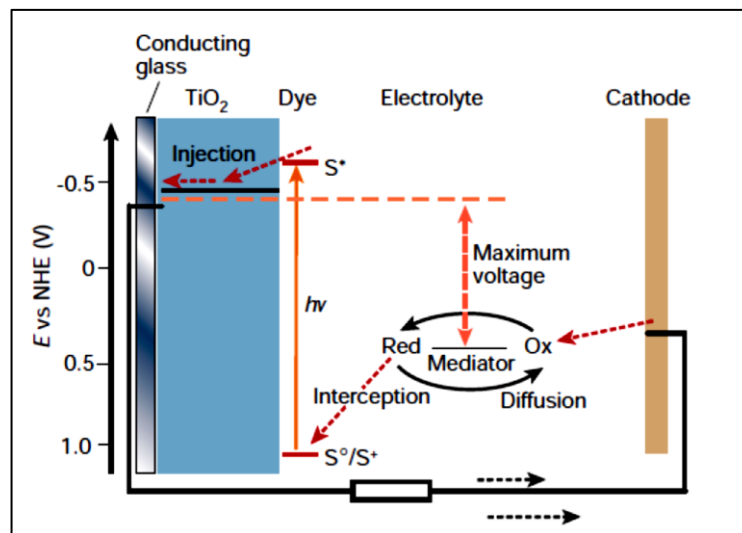 Conducting
glass
TiO₂
Dye
Electrolyte
Cathode
Injection
S*
-0.5
E vs NHE (V)
0
Maximum
voltage
hν
Red
Ox
Mediator
0.5
Interception
Diffusion
1.0
S°/S⁺